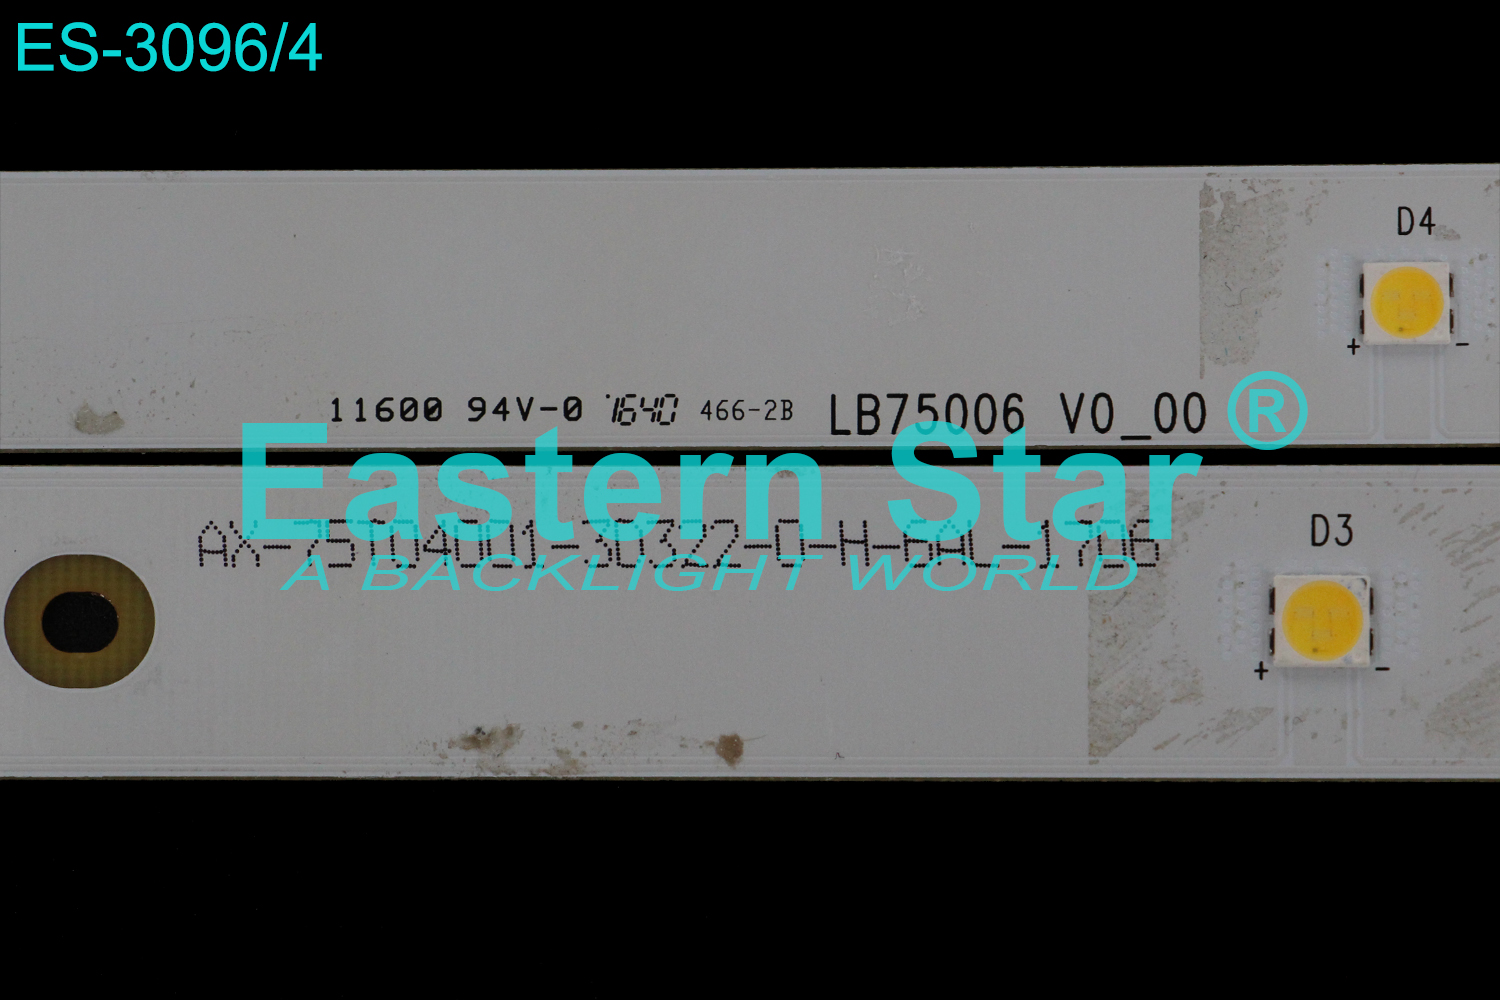 ES-3096/4
D4
+ -
11600 94V-0 1640 466-2B LB75006 V0_00
Eastern Star ®
D3
A BACKLIGHT WORLD
+ -